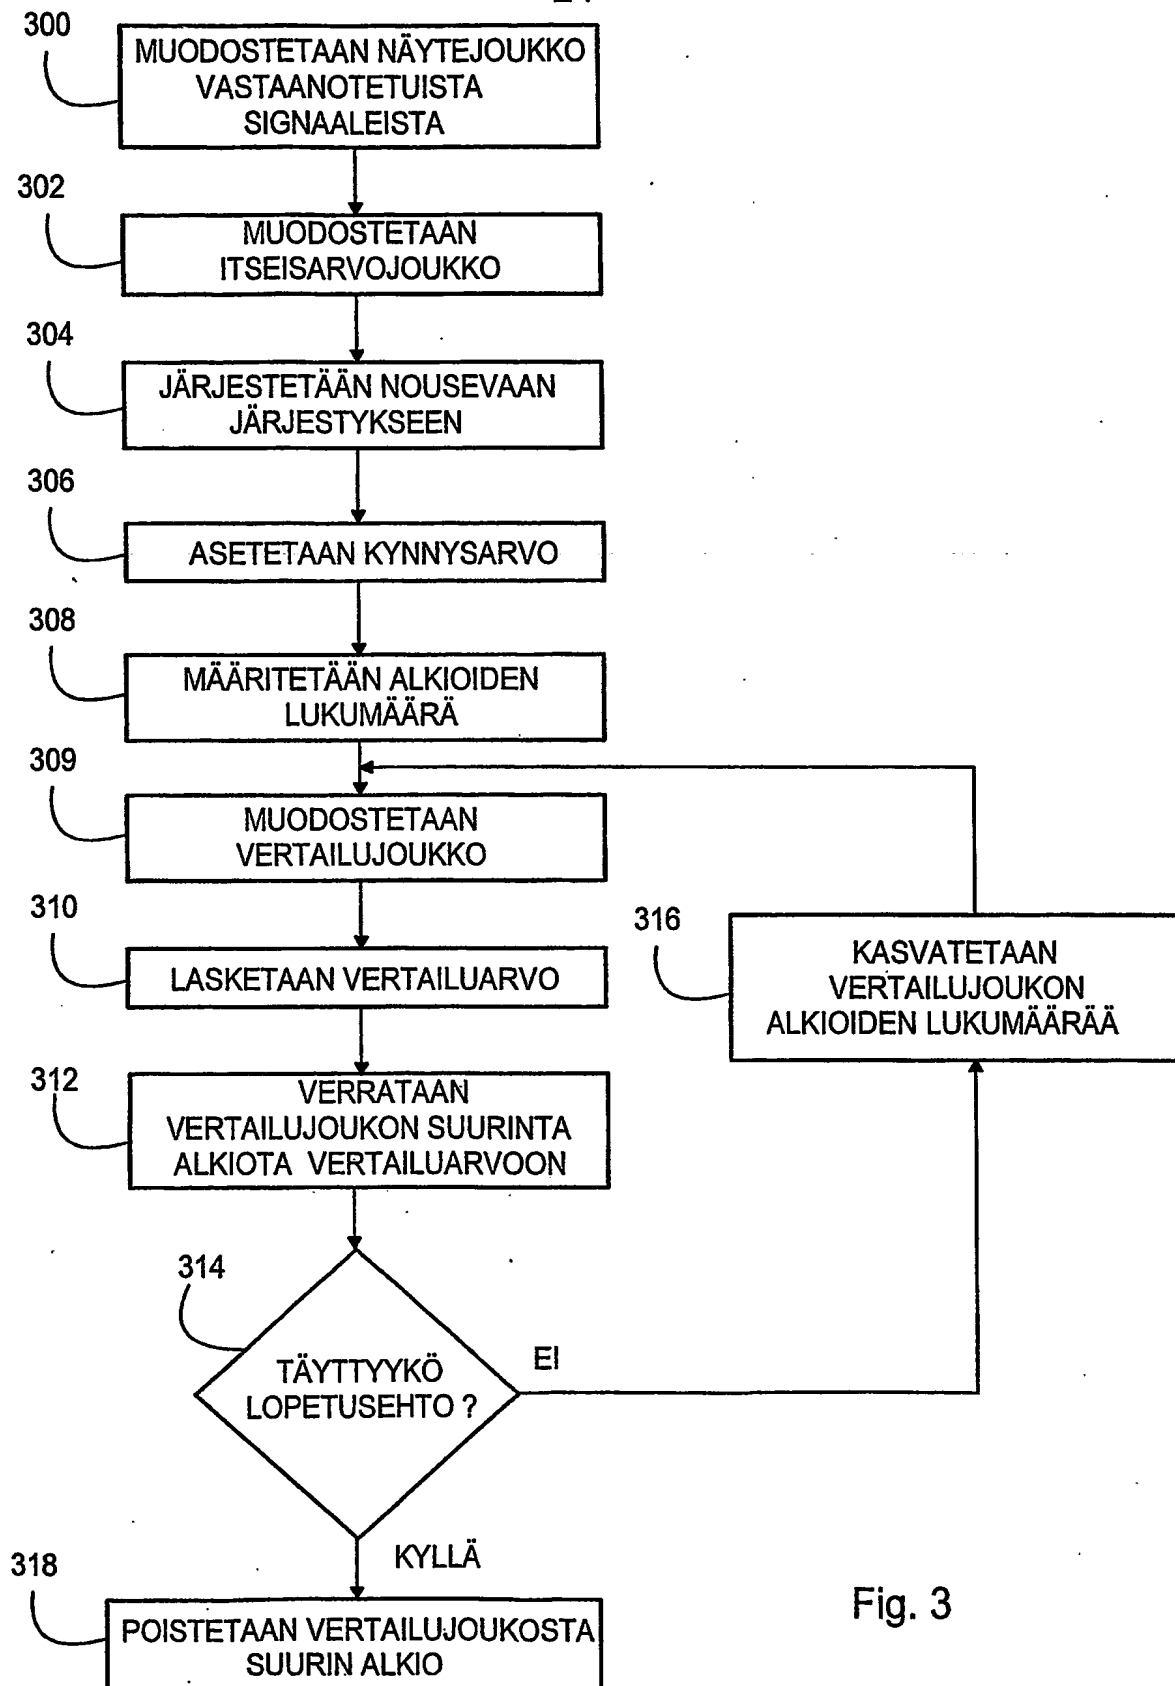 300
MUODOSTETAAN NÄYTEJOUKKO
VASTAANOTETUISTA
SIGNAALEISTA
302
MUODOSTETAAN
ITSEISARVOJOUKKO
304
JÄRJESTETÄÄN NOUSEVAAN
JÄRJESTYKSEEN
306
ASETETAAN KYNNYSARVO
308
MÄÄRITETÄÄN ALKIOIDEN
LUKUMÄÄRÄ
309
MUODOSTETAAN
VERTAILUJOUKKO
310
LASKETAAN VERTAILUARVO
316
KASVATETAAN
VERTAILUJOUKON
ALKIOIDEN LUKUMÄÄRÄÄ
312
VERRATAAN
VERTAILUJOUKON SUURINTA
ALKIOTA VERTAILUARVOON
314
TÄYTTYYKÖ
LOPETUSEHTO ?
EI
KYLLÄ
318
POISTETAAN VERTAILUJOUKOSTA
SUURIN ALKIO
Fig. 3